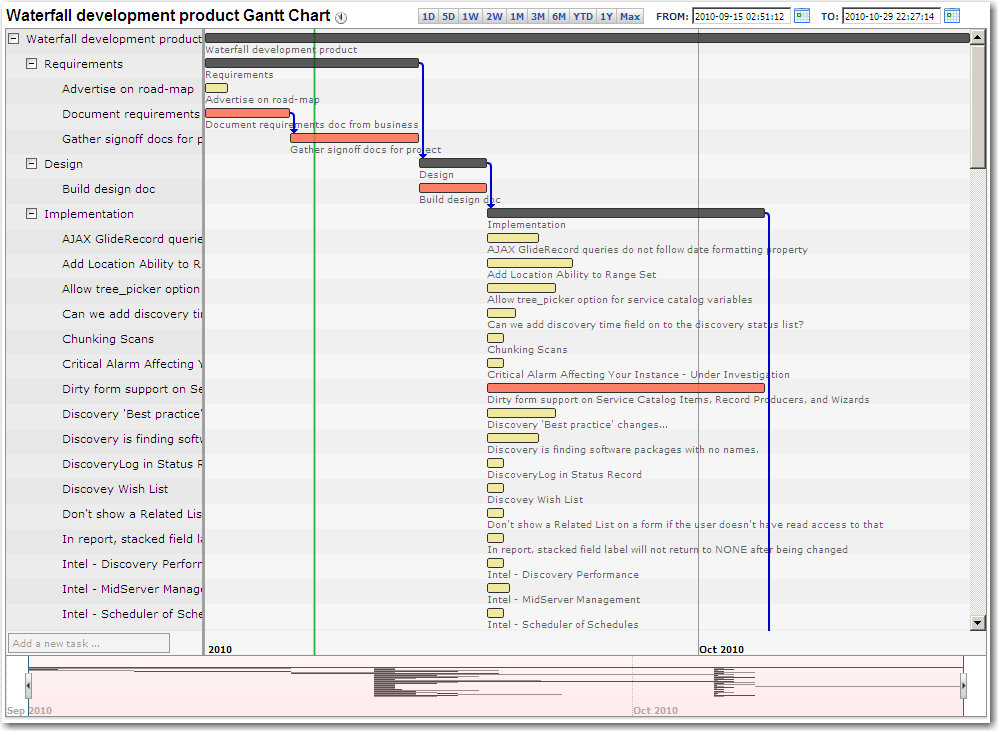 Waterfall development product Gantt Chart
1D 5D 1W 2W 1M 3M 6M YTD 1Y Max
FROM: 2010-09-15 02:51:12 TO: 2010-10-29 22:27:14
Waterfall development product
Waterfall development product
Requirements
Requirements
Advertise on road-map
Advertise on road-map
Document requirements
Document requirements doc from business
Gather signoff docs for p
Gather signoff docs for project
Design
Design
Build design doc
Build design doc
Implementation
Implementation
AJAX GlideRecord querie
AJAX GlideRecord queries do not follow date formatting property
Add Location Ability to R
Add Location Ability to Range Set
Allow tree_picker option
Allow tree_picker option for service catalog variables
Can we add discovery ti
Can we add discovery time field on to the discovery status list?
Chunking Scans
Chunking Scans
Critical Alarm Affecting Y
Critical Alarm Affecting Your Instance - Under Investigation
Dirty form support on Se
Dirty form support on Service Catalog Items, Record Producers, and Wizards
Discovery 'Best practice'
Discovery 'Best practice' changes...
Discovery is finding softw
Discovery is finding software packages with no names.
DiscoveryLog in Status R
DiscoveryLog in Status Record
Discovey Wish List
Discovey Wish List
Don't show a Related Lis
Don't show a Related List on a form if the user doesn't have read access to that
In report, stacked field la
In report, stacked field label will not return to NONE after being changed
Intel - Discovery Perforr
Intel - Discovery Performance
Intel - MidServer Manage
Intel - MidServer Management
Intel - Scheduler of Sche
Intel - Scheduler of Schedules
Add a new task ...
2010
Oct 2010
Sep 2010
Oct 2010